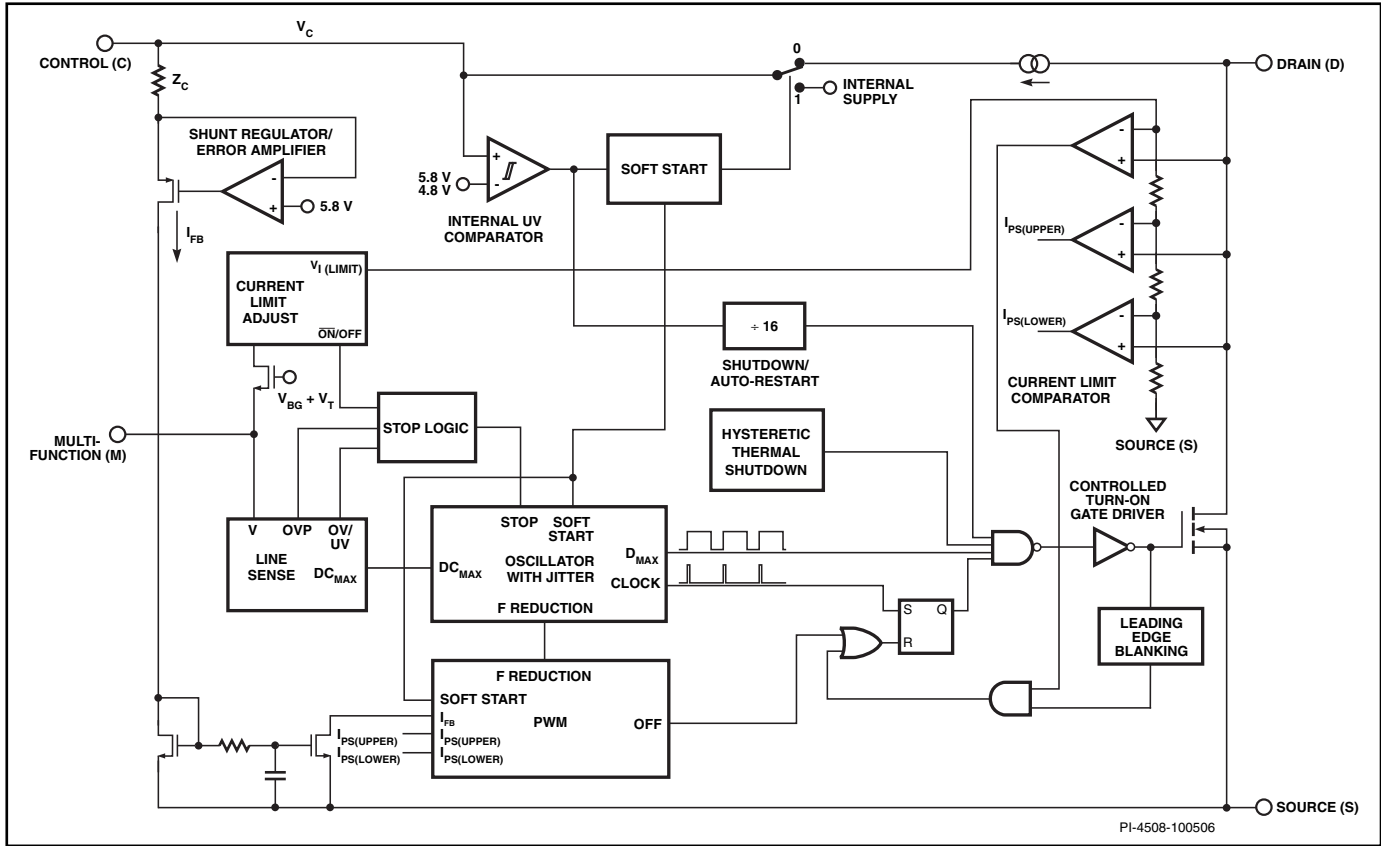 V_C
CONTROL (C)
Z_C
0
1
INTERNAL
SUPPLY
DRAIN (D)
SHUNT REGULATOR/
ERROR AMPLIFIER
-
+
5.8 V
I_FB
+
-
5.8 V
4.8 V
INTERNAL UV
COMPARATOR
SOFT START
-
+
I_PS(UPPER)
-
+
I_PS(LOWER)
-
+
CURRENT LIMIT
COMPARATOR
SOURCE (S)
V_I (LIMIT)
CURRENT
LIMIT
ADJUST
ON/OFF
V_BG + V_T
÷ 16
SHUTDOWN/
AUTO-RESTART
MULTI-
FUNCTION (M)
STOP LOGIC
HYSTERETIC
THERMAL
SHUTDOWN
CONTROLLED
TURN-ON
GATE DRIVER
V
OVP
OV/
UV
LINE
SENSE
DC_MAX
STOP
SOFT
START
DC_MAX
OSCILLATOR
WITH JITTER
D_MAX
CLOCK
F REDUCTION
S
Q
R
LEADING
EDGE
BLANKING
F REDUCTION
SOFT START
I_FB
PWM
OFF
I_PS(UPPER)
I_PS(UPPER)
I_PS(LOWER)
I_PS(LOWER)
SOURCE (S)
PI-4508-100506